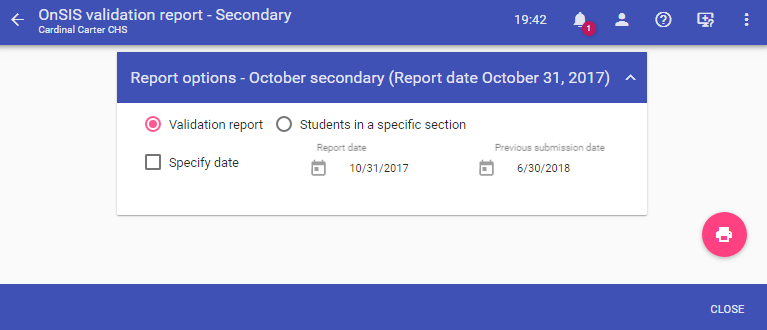 OnSIS validation report - Secondary
Cardinal Carter CHS
19:42
1
Report options - October secondary (Report date October 31, 2017)
Validation report
Students in a specific section
Specify date
Report date
10/31/2017
Previous submission date
6/30/2018
CLOSE